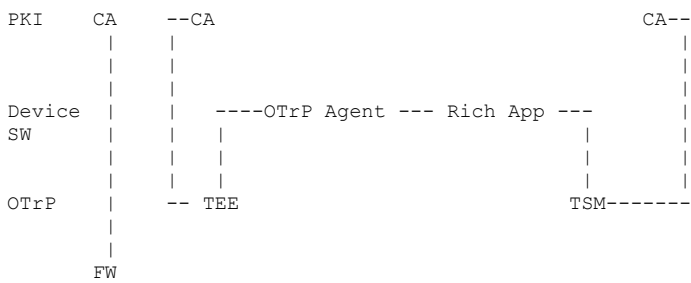 PKI CA --CA CA--
Device ----OTrP Agent --- Rich App ---
SW
OTrP -- TEE TSM-------
FW